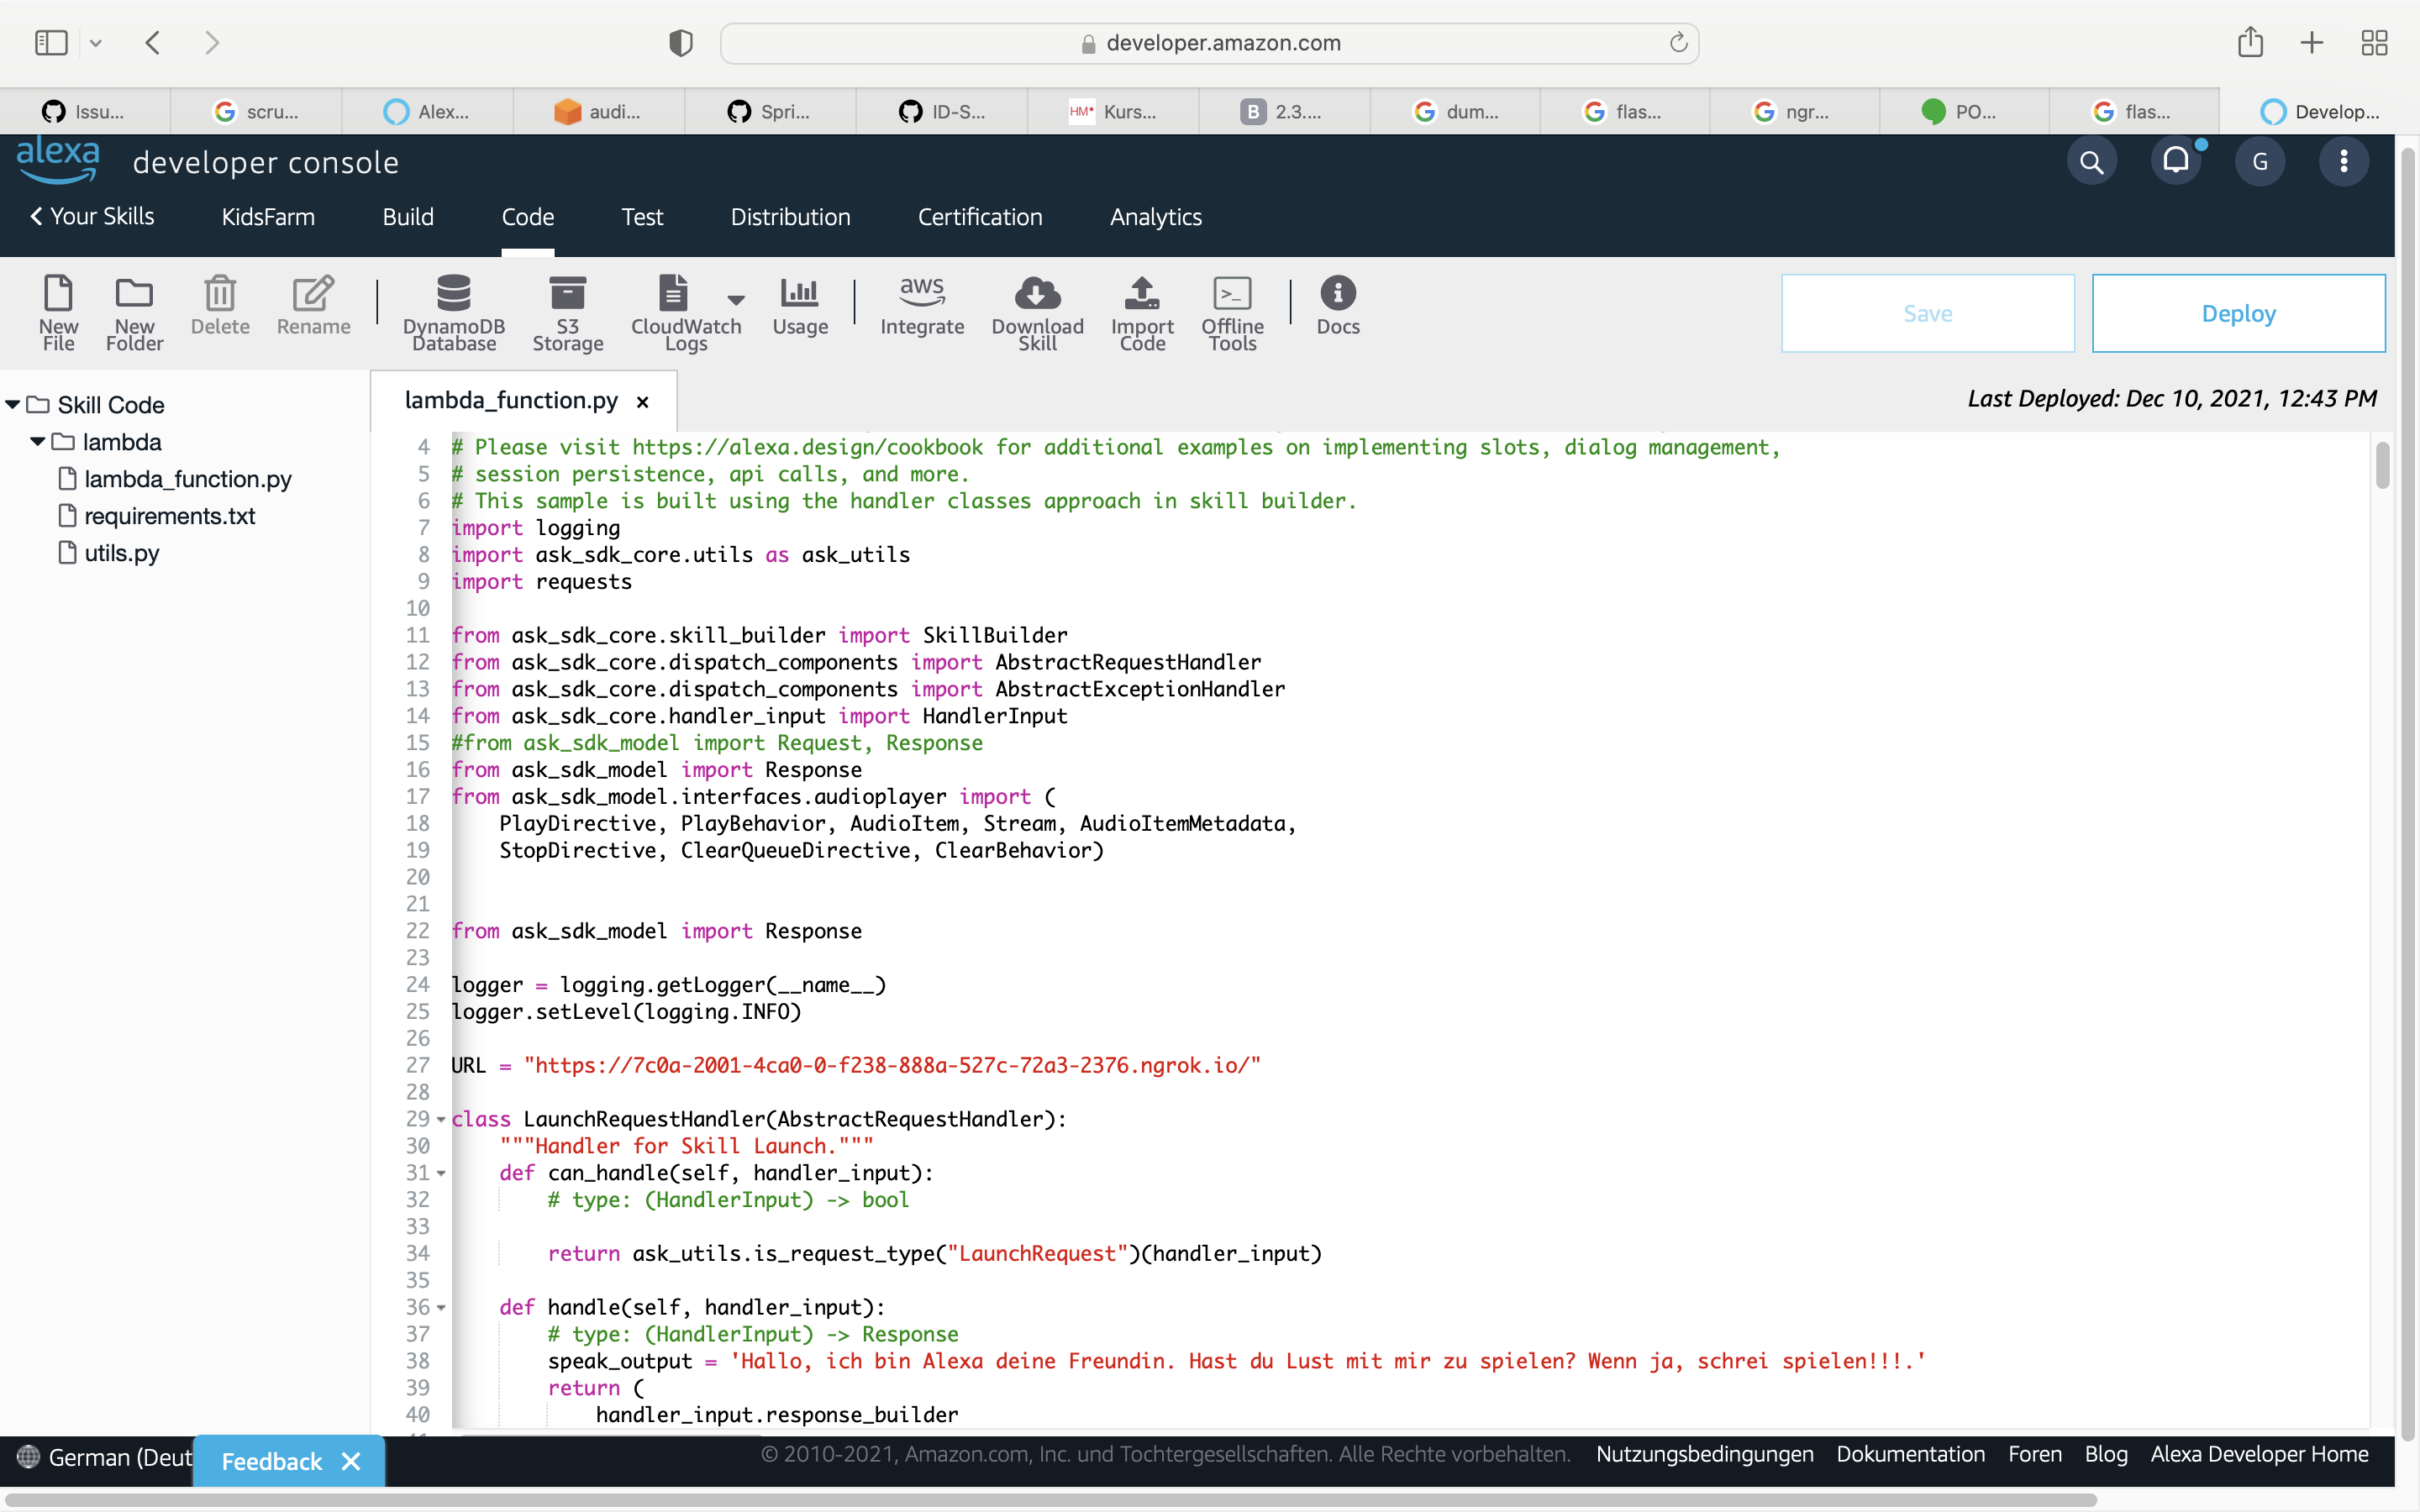 developer.amazon.com
Issu... scru... Alex... audi... Spri... ID-S... HM* Kurs... B 2.3.... dum... flas... ngr... PO... flas... Develop...
alexa developer console G
Your Skills KidsFarm Build Code Test Distribution Certification Analytics
New File New Folder Delete Rename DynamoDB Database S3 Storage CloudWatch Logs Usage aws Integrate Download Skill Import Code Offline Tools Docs Save Deploy
Skill Code
lambda
lambda_function.py
requirements.txt
utils.py
lambda_function.py × Last Deployed: Dec 10, 2021, 12:43 PM
4 # Please visit https://alexa.design/cookbook for additional examples on implementing slots, dialog management,
5 # session persistence, api calls, and more.
6 # This sample is built using the handler classes approach in skill builder.
7 import logging
8 import ask_sdk_core.utils as ask_utils
9 import requests
10
11 from ask_sdk_core.skill_builder import SkillBuilder
12 from ask_sdk_core.dispatch_components import AbstractRequestHandler
13 from ask_sdk_core.dispatch_components import AbstractExceptionHandler
14 from ask_sdk_core.handler_input import HandlerInput
15 #from ask_sdk_model import Request, Response
16 from ask_sdk_model import Response
17 from ask_sdk_model.interfaces.audioplayer import (
18     PlayDirective, PlayBehavior, AudioItem, Stream, AudioItemMetadata,
19     StopDirective, ClearQueueDirective, ClearBehavior)
20
21
22 from ask_sdk_model import Response
23
24 logger = logging.getLogger(__name__)
25 logger.setLevel(logging.INFO)
26
27 URL = "https://7c0a-2001-4ca0-0-f238-888a-527c-72a3-2376.ngrok.io/"
28
29 class LaunchRequestHandler(AbstractRequestHandler):
30     """Handler for Skill Launch."""
31     def can_handle(self, handler_input):
32         # type: (HandlerInput) -> bool
33
34         return ask_utils.is_request_type("LaunchRequest")(handler_input)
35
36     def handle(self, handler_input):
37         # type: (HandlerInput) -> Response
38         speak_output = 'Hallo, ich bin Alexa deine Freundin. Hast du Lust mit mir zu spielen? Wenn ja, schrei spielen!!!.'
39         return (
40             handler_input.response_builder
German (Deut Feedback × © 2010-2021, Amazon.com, Inc. und Tochtergesellschaften. Alle Rechte vorbehalten. Nutzungsbedingungen Dokumentation Foren Blog Alexa Developer Home